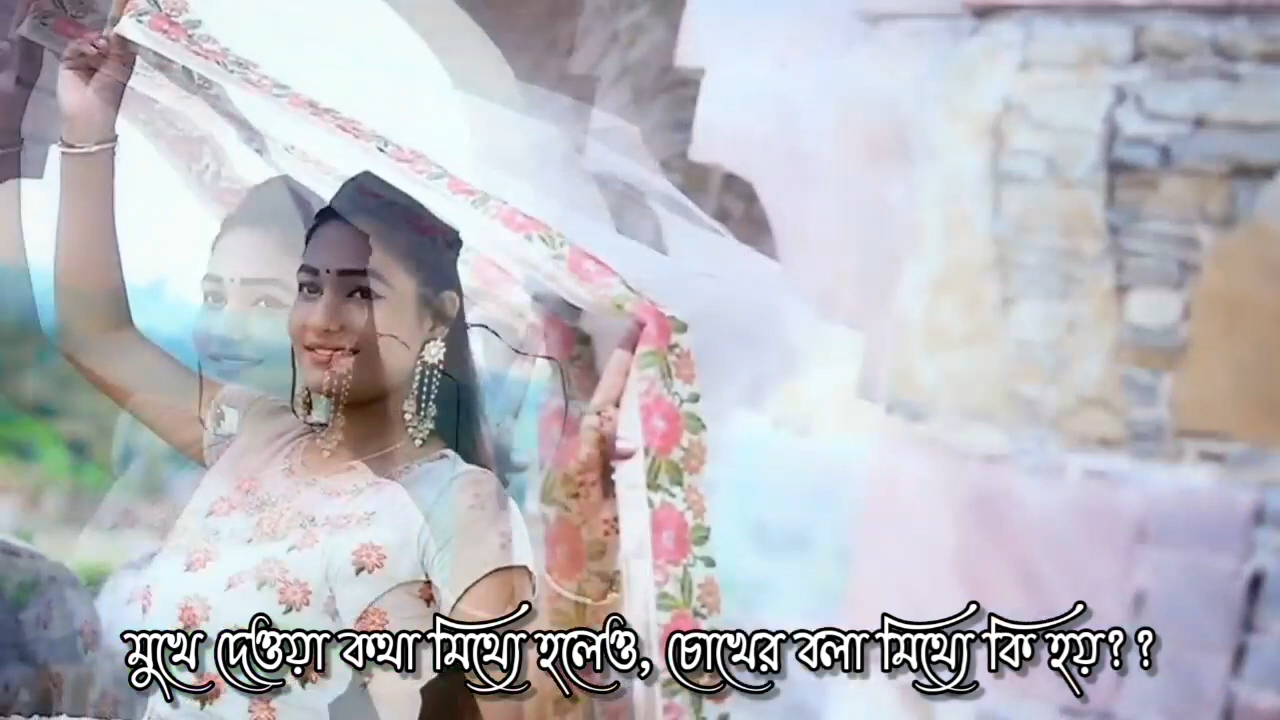 মুখে দেওয়া কথা মিথ্যে হলেও, চোখের বলা মিথ্যে কি হয়??